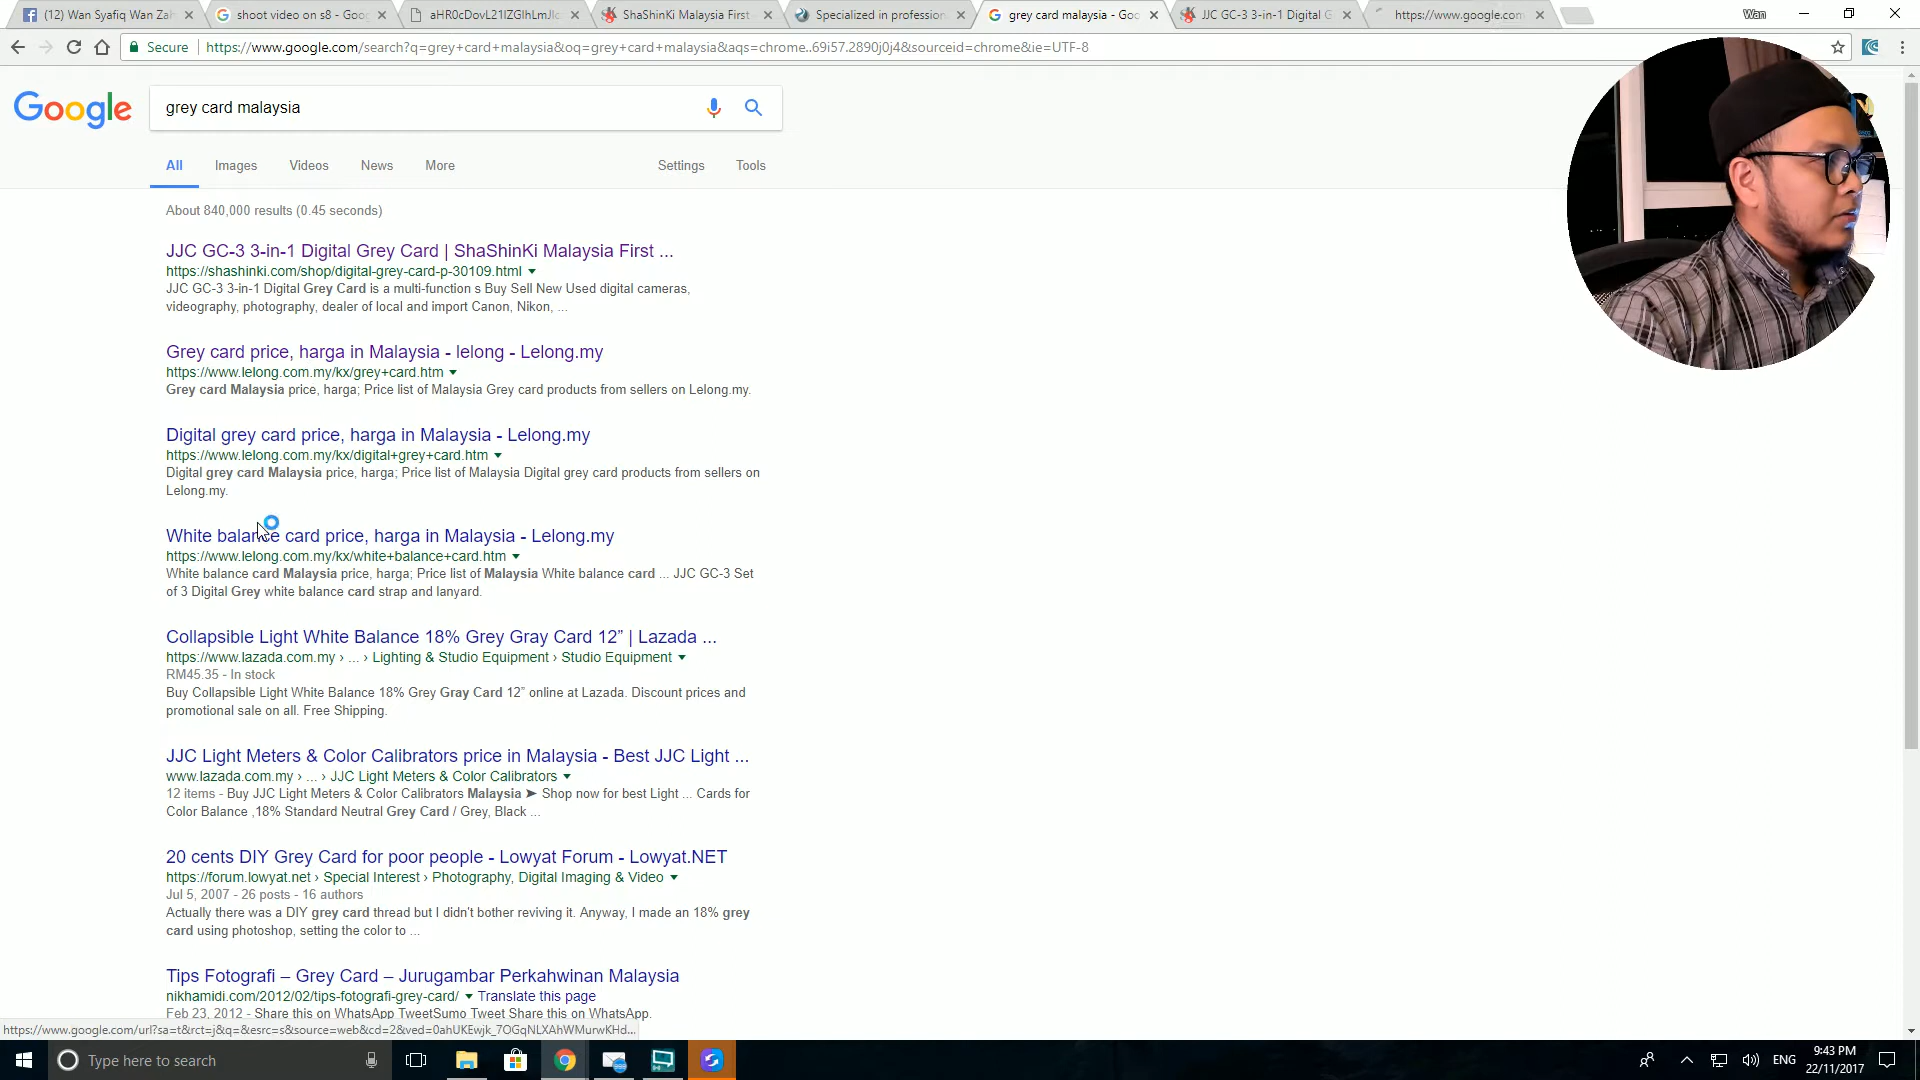 (12) Wan Syafiq Wan Za
shoot video on s8 - Goo
aHR0cDovL21lZGlhLmJlc
ShaShinKi Malaysia First
Specialized in profession
grey card malaysia - Goo
JJC GC-3 3-in-1 Digital G
https://www.google.com
Wan
Secure
https://www.google.com/search?q=grey+card+malaysia&oq=grey+card+malaysia&aqs=chrome..69i57.2890j0j4&sourceid=chrome&ie=UTF-8
Google
grey card malaysia
All
Images
Videos
News
More
Settings
Tools
About 840,000 results (0.45 seconds)
JJC GC-3 3-in-1 Digital Grey Card | ShaShinKi Malaysia First ...
https://shashinki.com/shop/digital-grey-card-p-30109.html
JJC GC-3 3-in-1 Digital Grey Card is a multi-function s Buy Sell New Used digital cameras,
videography, photography, dealer of local and import Canon, Nikon, ...
Grey card price, harga in Malaysia - lelong - Lelong.my
https://www.lelong.com.my/kx/grey+card.htm
Grey card Malaysia price, harga; Price list of Malaysia Grey card products from sellers on Lelong.my.
Digital grey card price, harga in Malaysia - Lelong.my
https://www.lelong.com.my/kx/digital+grey+card.htm
Digital grey card Malaysia price, harga; Price list of Malaysia Digital grey card products from sellers on
Lelong.my.
White balance card price, harga in Malaysia - Lelong.my
https://www.lelong.com.my/kx/white+balance+card.htm
White balance card Malaysia price, harga; Price list of Malaysia White balance card ... JJC GC-3 Set
of 3 Digital Grey white balance card strap and lanyard.
Collapsible Light White Balance 18% Grey Gray Card 12” | Lazada ...
https://www.lazada.com.my › ... › Lighting & Studio Equipment › Studio Equipment
RM45.35 - In stock
Buy Collapsible Light White Balance 18% Grey Gray Card 12” online at Lazada. Discount prices and
promotional sale on all. Free Shipping.
JJC Light Meters & Color Calibrators price in Malaysia - Best JJC Light ...
www.lazada.com.my › ... › JJC Light Meters & Color Calibrators
12 items - Buy JJC Light Meters & Color Calibrators Malaysia ➤ Shop now for best Light ... Cards for
Color Balance ,18% Standard Neutral Grey Card / Grey, Black ...
20 cents DIY Grey Card for poor people - Lowyat Forum - Lowyat.NET
https://forum.lowyat.net › Special Interest › Photography, Digital Imaging & Video
Jul 5, 2007 - 26 posts - 16 authors
Actually there was a DIY grey card thread but I didn't bother reviving it. Anyway, I made an 18% grey
card using photoshop, setting the color to ...
Tips Fotografi – Grey Card – Jurugambar Perkahwinan Malaysia
nikhamidi.com/2012/02/tips-fotografi-grey-card/ Translate this page
Feb 23, 2012 - Share this on WhatsApp TweetSumo Tweet Share this on WhatsApp.
Type here to search
ENG
9:43 PM
22/11/2017